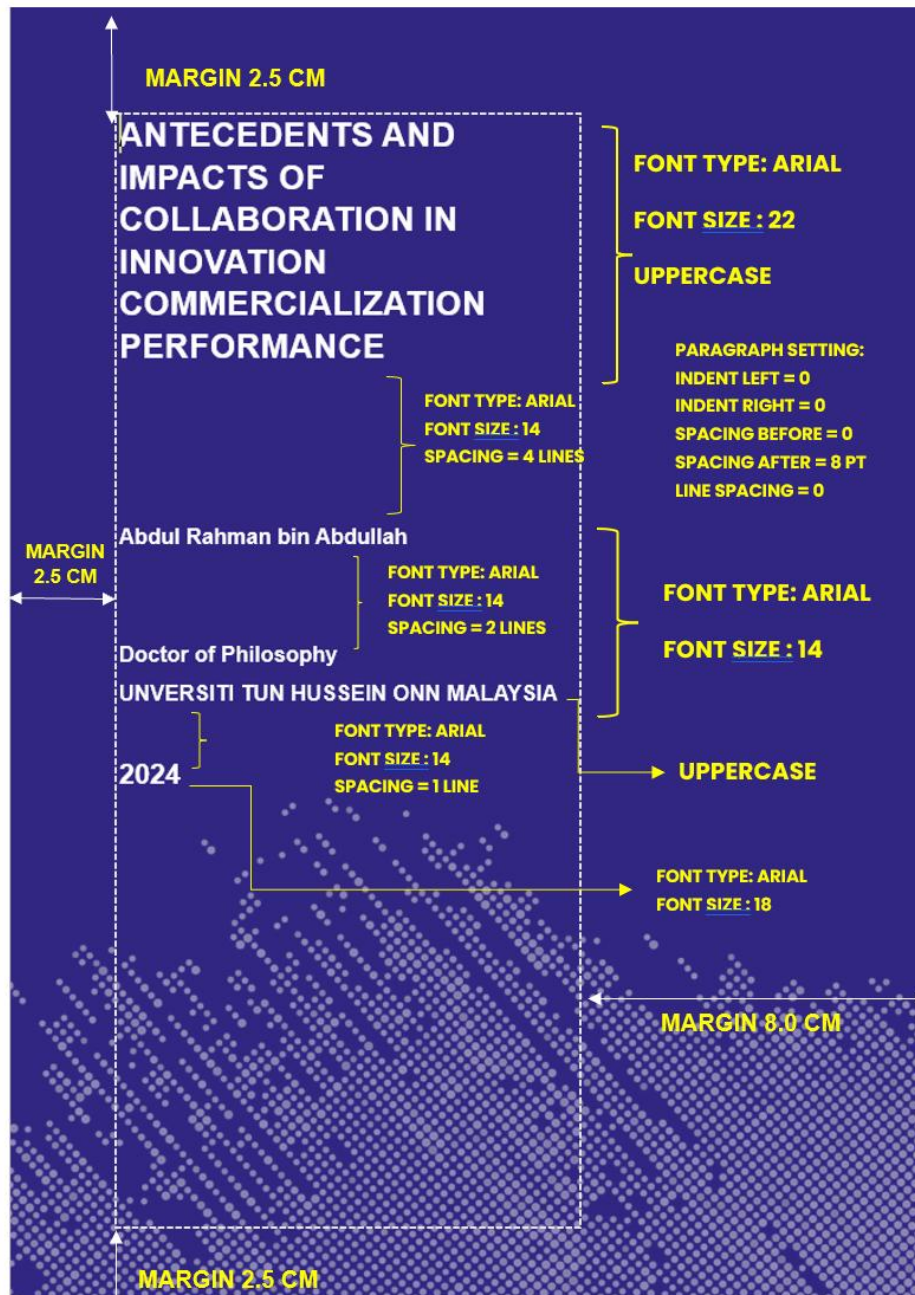 MARGIN 2.5 CM
ANTECEDENTS AND
IMPACTS OF
COLLABORATION IN
INNOVATION
COMMERCIALIZATION
PERFORMANCE
FONT TYPE: ARIAL
FONT SIZE : 22
UPPERCASE
PARAGRAPH SETTING:
INDENT LEFT = 0
INDENT RIGHT = 0
SPACING BEFORE = 0
SPACING AFTER = 8 PT
LINE SPACING = 0
FONT TYPE: ARIAL
FONT SIZE : 14
SPACING = 4 LINES
Abdul Rahman bin Abdullah
MARGIN
2.5 CM
FONT TYPE: ARIAL
FONT SIZE : 14
SPACING = 2 LINES
FONT TYPE: ARIAL
FONT SIZE : 14
Doctor of Philosophy
UNVERSITI TUN HUSSEIN ONN MALAYSIA
FONT TYPE: ARIAL
FONT SIZE : 14
SPACING = 1 LINE
2024
UPPERCASE
FONT TYPE: ARIAL
FONT SIZE : 18
MARGIN 8.0 CM
MARGIN 2.5 CM